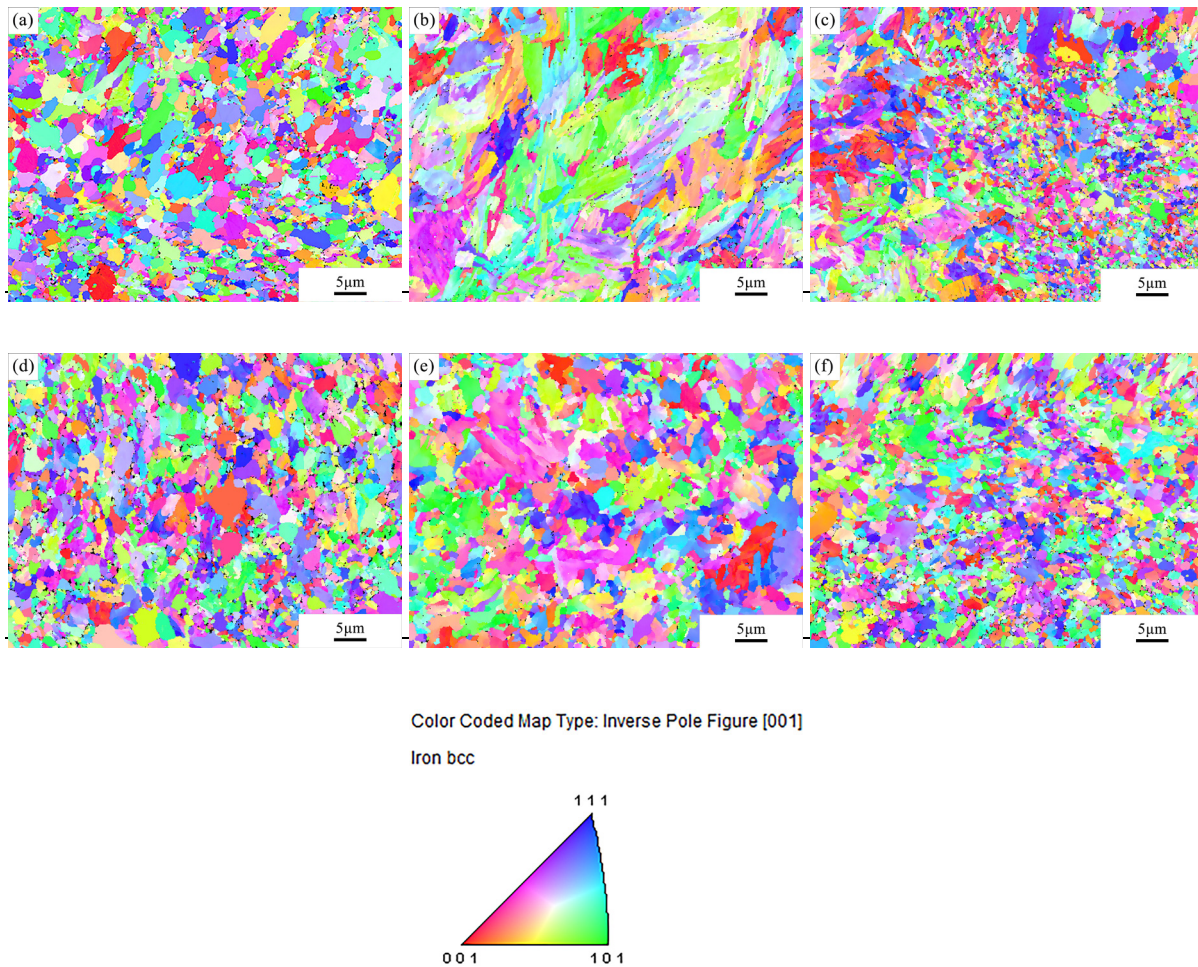 (a)
(b)
(c)
5μm
5μm
5μm
(d)
(e)
(f)
5μm
5μm
5μm
Color Coded Map Type: Inverse Pole Figure [001]
Iron bcc
1 1 1
0 0 1
1 0 1